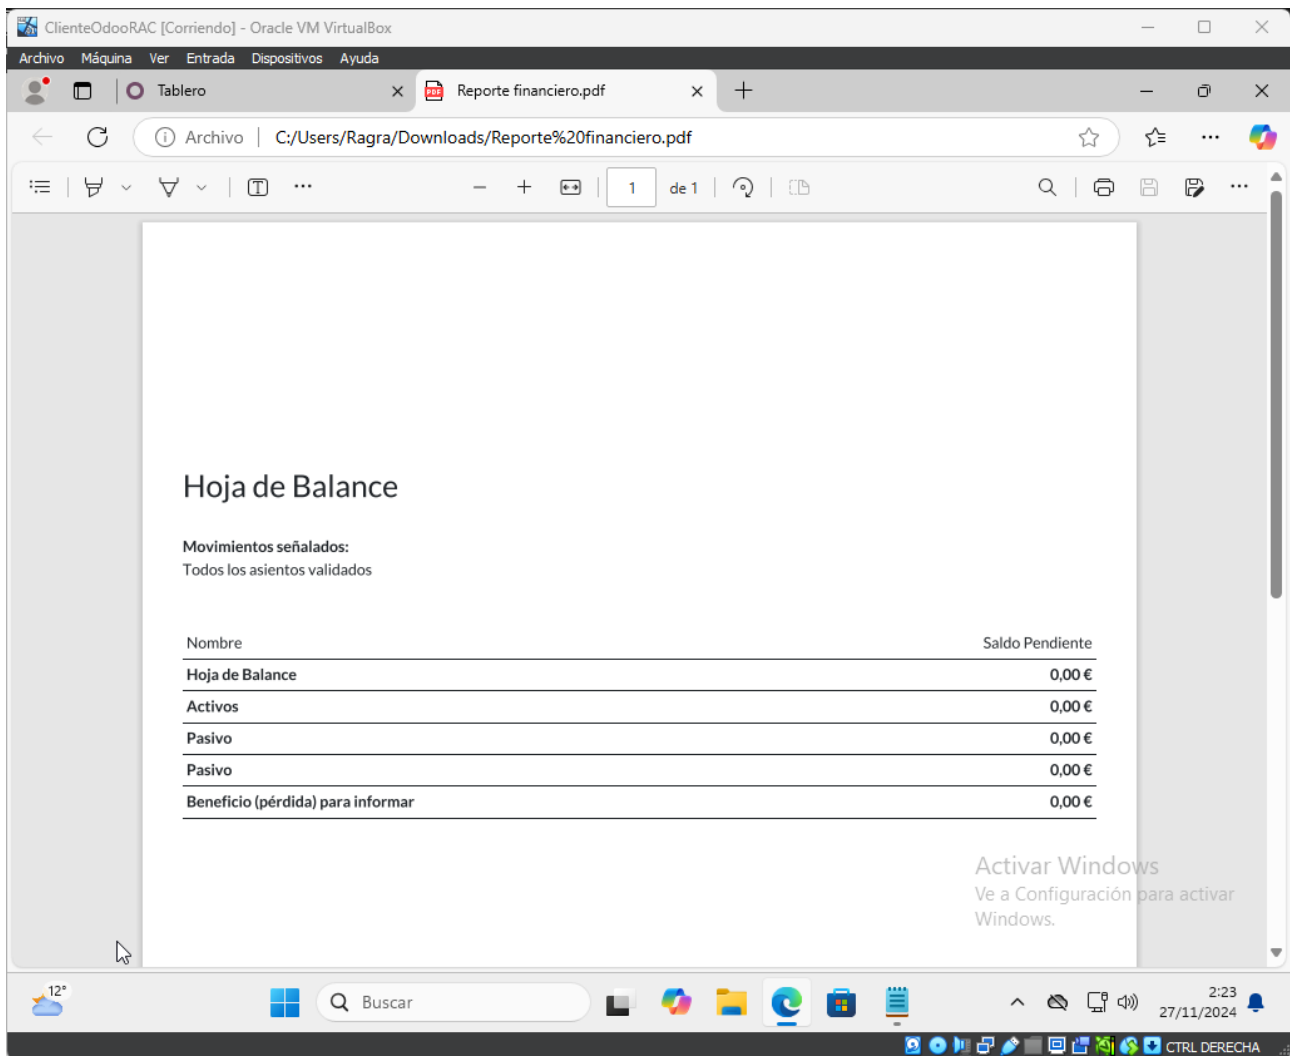 ClienteOdooRAC [Corriendo] - Oracle VM VirtualBox
Archivo Máquina Ver Entrada Dispositivos Ayuda
Tablero
Reporte financiero.pdf
Archivo C:/Users/Ragra/Downloads/Reporte%20financiero.pdf
1 de 1
Hoja de Balance
Movimientos señalados:
Todos los asientos validados
Nombre Saldo Pendiente
Hoja de Balance 0,00 €
Activos 0,00 €
Pasivo 0,00 €
Pasivo 0,00 €
Beneficio (pérdida) para informar 0,00 €
Activar Windows
Ve a Configuración para activar
Windows.
12°
Buscar
2:23
27/11/2024
CTRL DERECHA